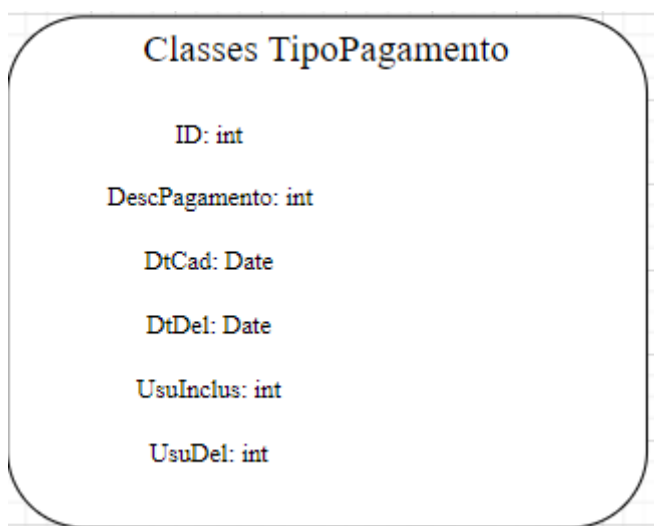 Classes TipoPagamento
ID: int
DescPagamento: int
DtCad: Date
DtDel: Date
UsuInclus: int
UsuDel: int